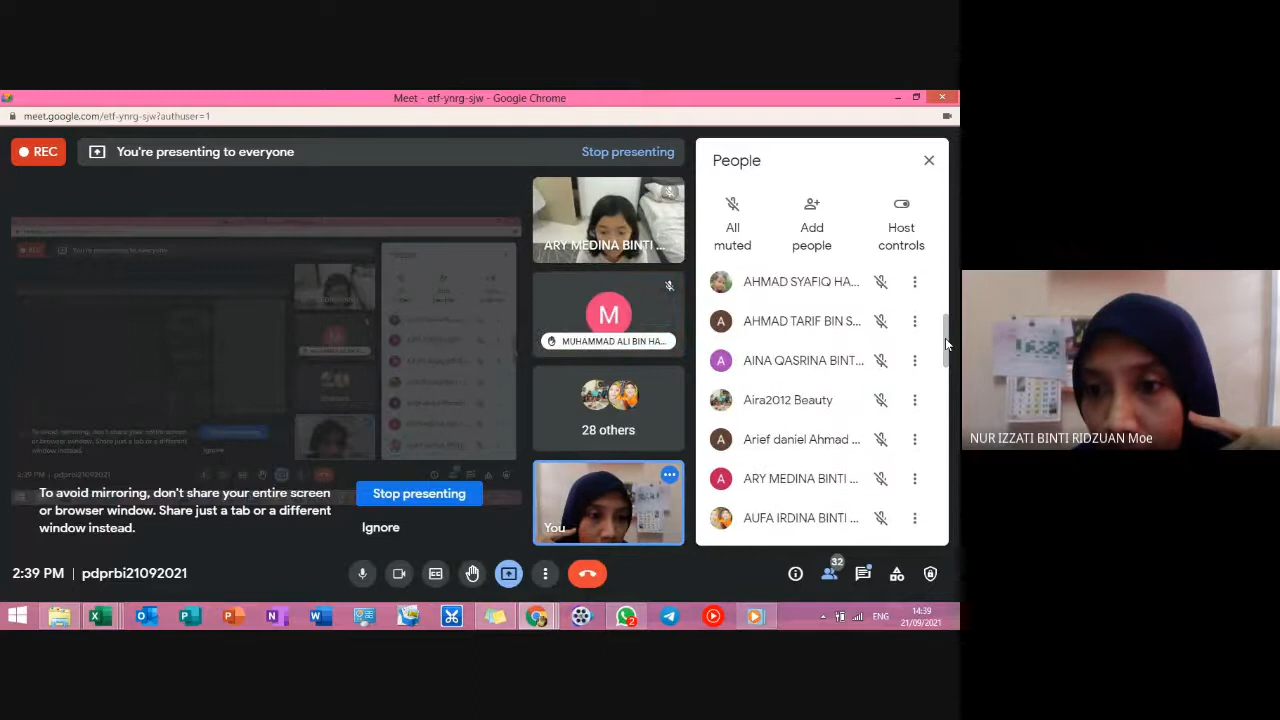 Meet - etf-ynrg-sjw - Google Chrome
meet.google.com/etf-ynrg-sjw?authuser=1
REC
You're presenting to everyone
Stop presenting
ARY MEDINA BINTI ...
M
MUHAMMAD ALI BIN HA...
28 others
You
To avoid mirroring, don't share your entire screen
or browser window. Share just a tab or a different
window instead.
Stop presenting
Ignore
People
All
muted
Add
people
Host
controls
AHMAD SYAFIQ HA...
A AHMAD TARIF BIN S...
A AINA QASRINA BINT...
Aira2012 Beauty
A Arief daniel Ahmad ...
A ARY MEDINA BINTI ...
AUFA IRDINA BINTI ...
2:39 PM | pdprbi21092021
32
2
ENG
14:39
21/09/2021
NUR IZZATI BINTI RIDZUAN Moe